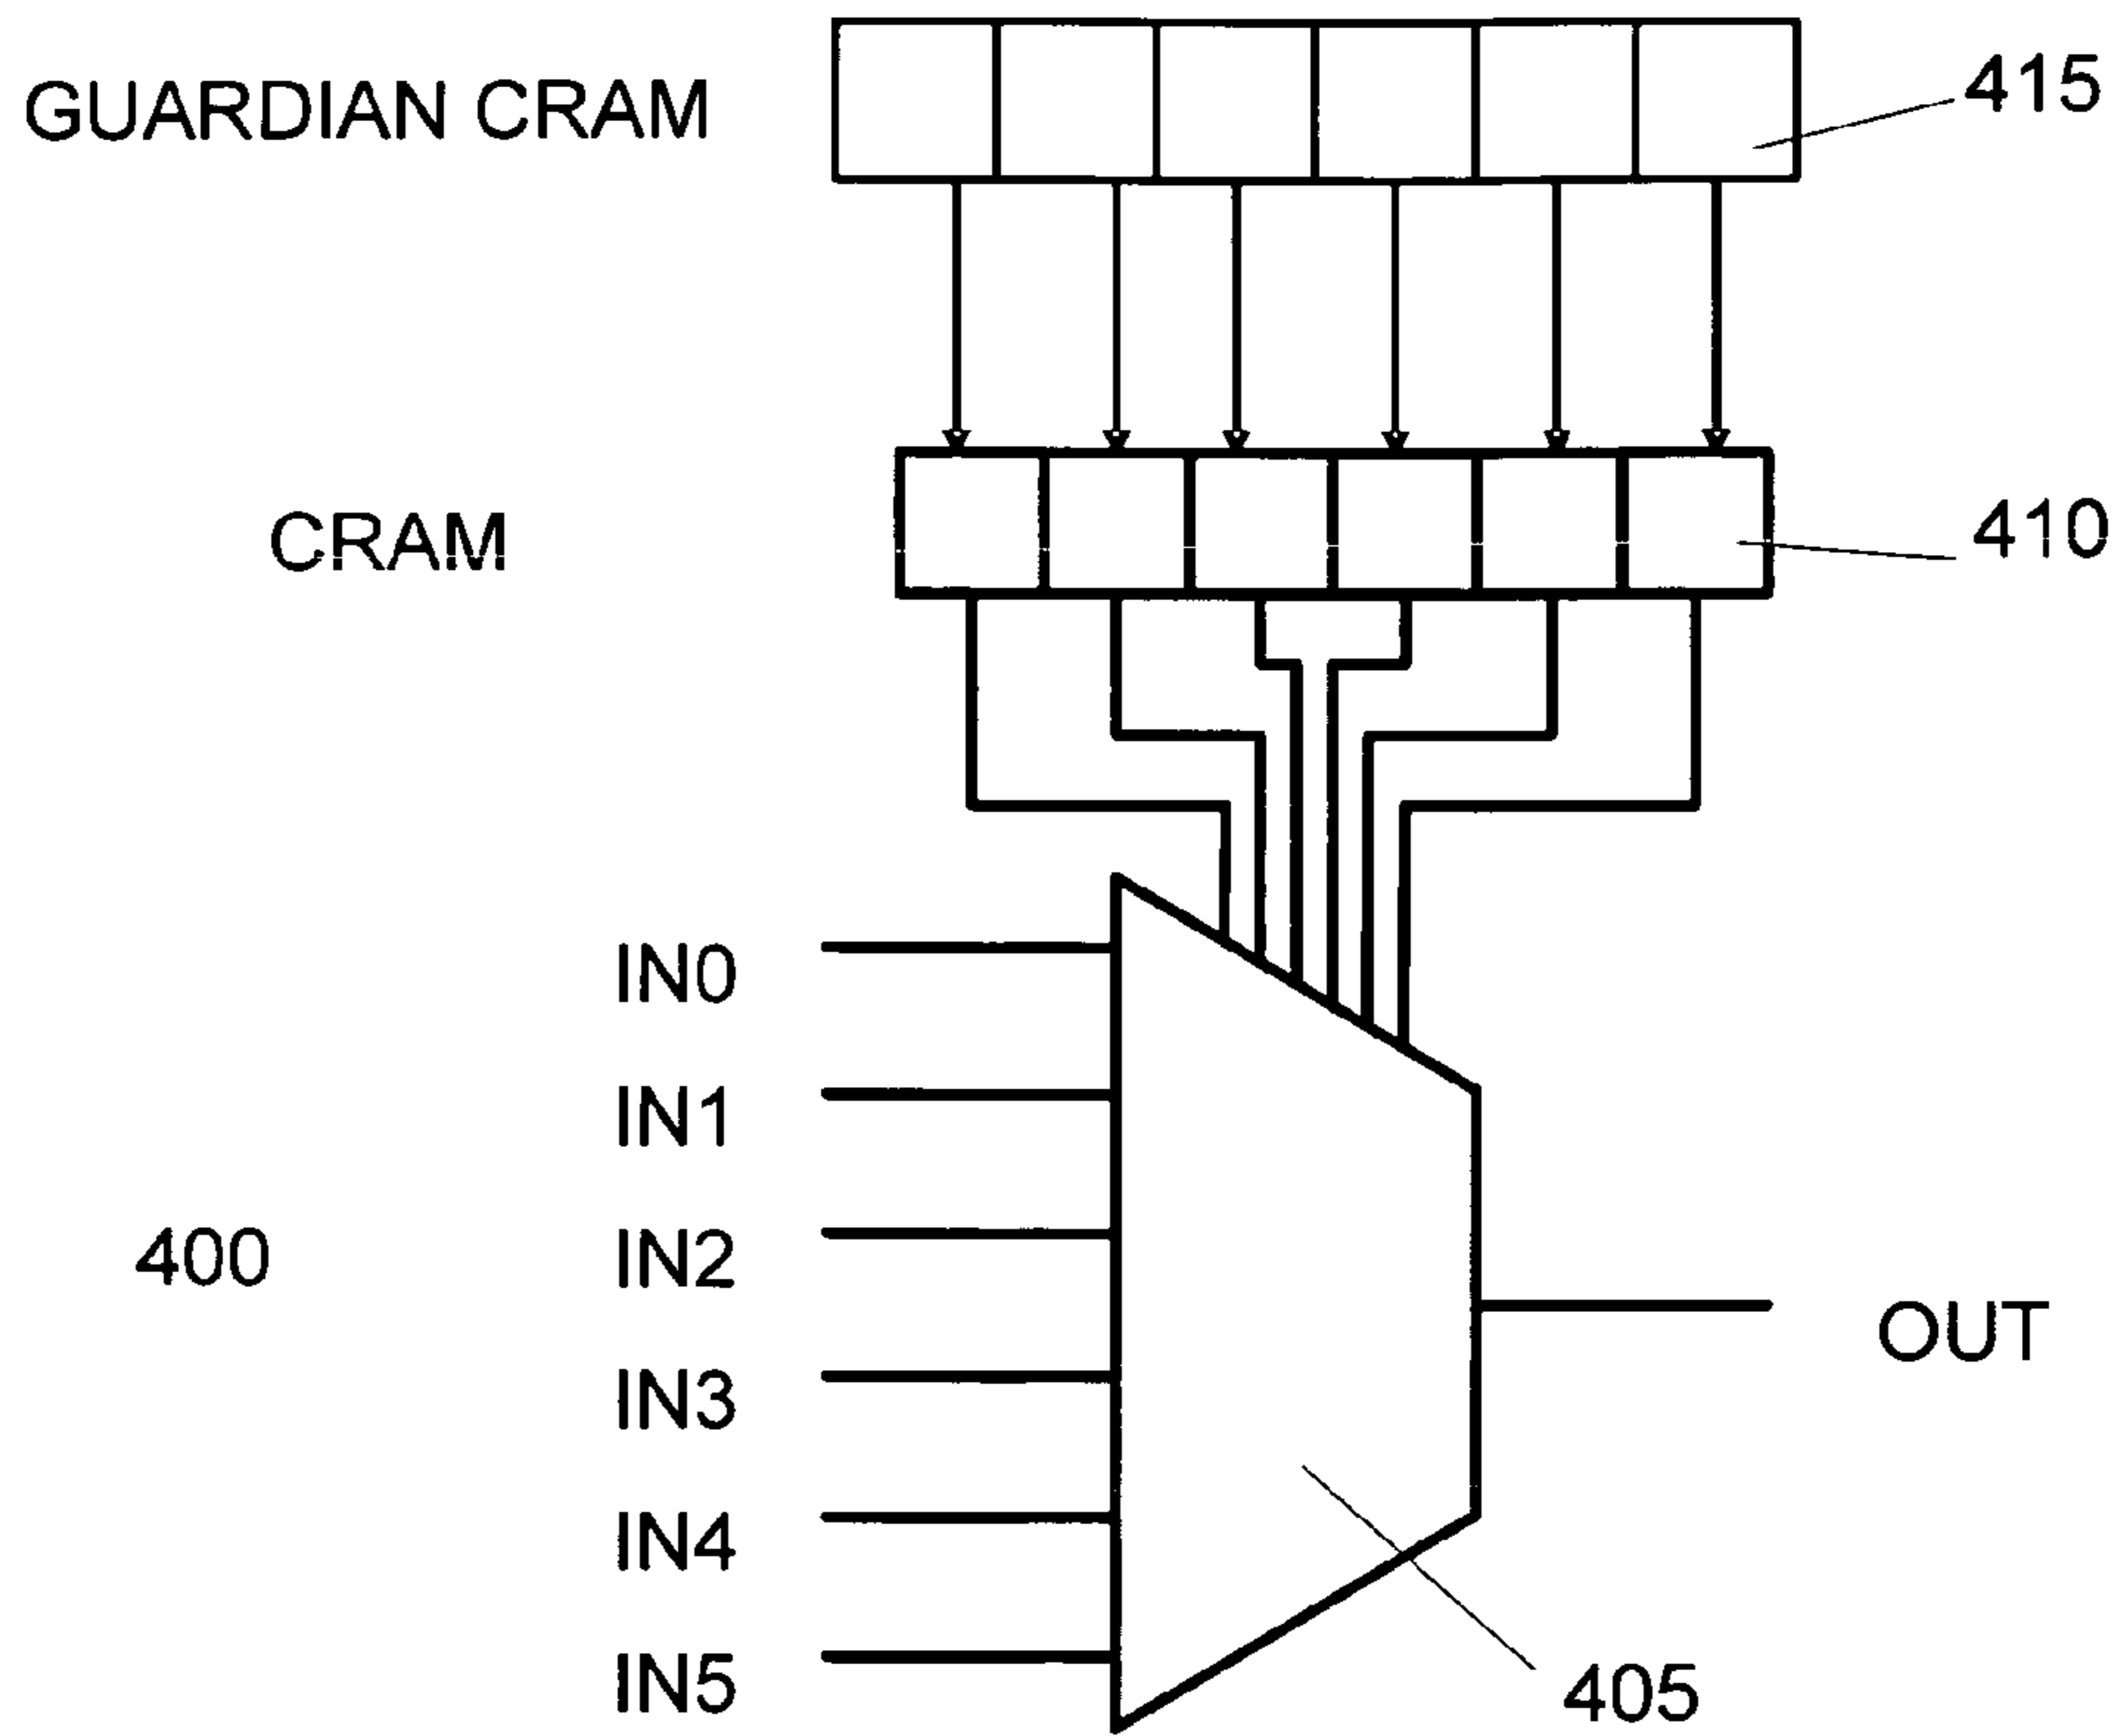 GUARDIAN CRAM
415
CRAM
410
IN0
IN1
400
IN2
IN3
OUT
IN4
IN5
405